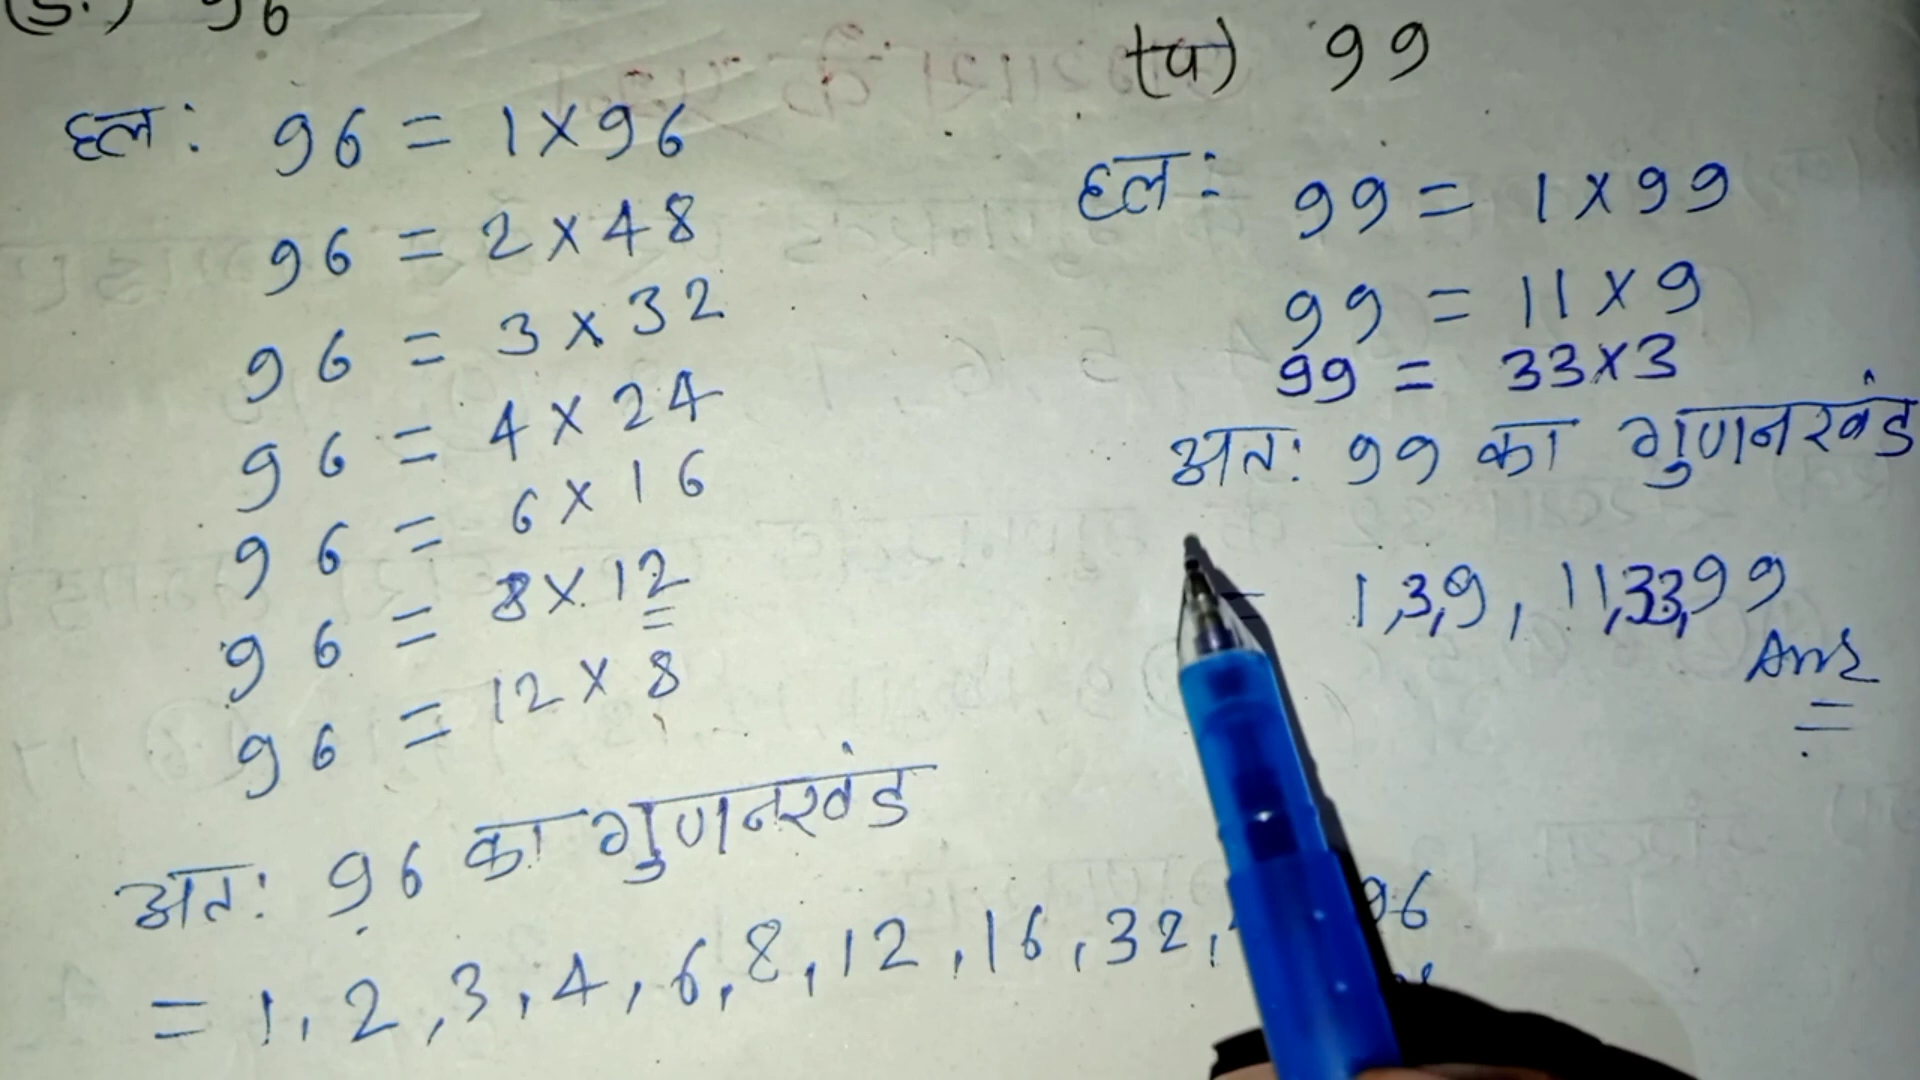 (ङ.) 96
हल: 96 = 1 × 96
96 = 2 × 48
96 = 3 × 32
96 = 4 × 24
96 = 6 × 16
96 = 8 × 12
96 = 12 × 8
अत: 96 का गुणनखंड
= 1, 2, 3, 4, 6, 8, 12, 16, 32, 96
(च) 99
हल: 99 = 1 × 99
99 = 11 × 9
99 = 33 × 3
अत: 99 का गुणनखंड
= 1, 3, 9, 11, 33, 99
Ans